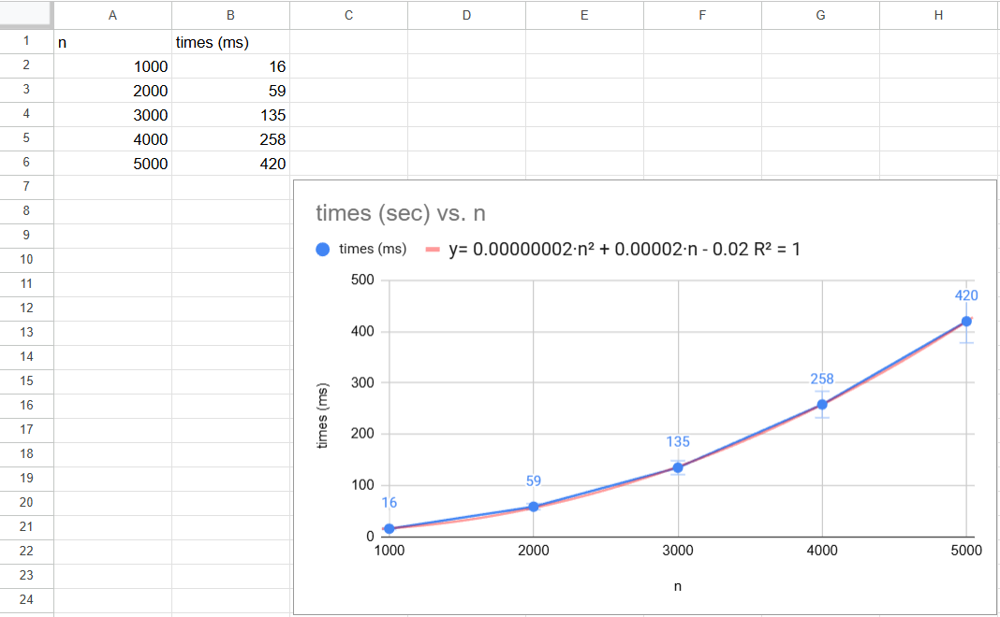 A B C D E F G H
1 n times (ms)
2 1000 16
3 2000 59
4 3000 135
5 4000 258
6 5000 420
7
8
9
10
11
12
13
14
15
16
17
18
19
20
21
22
23
24
times (sec) vs. n
times (ms) y= 0.00000002·n² + 0.00002·n - 0.02 R² = 1
500
400
300
200
100
0
times (ms)
16
59
135
258
420
1000 2000 3000 4000 5000
n